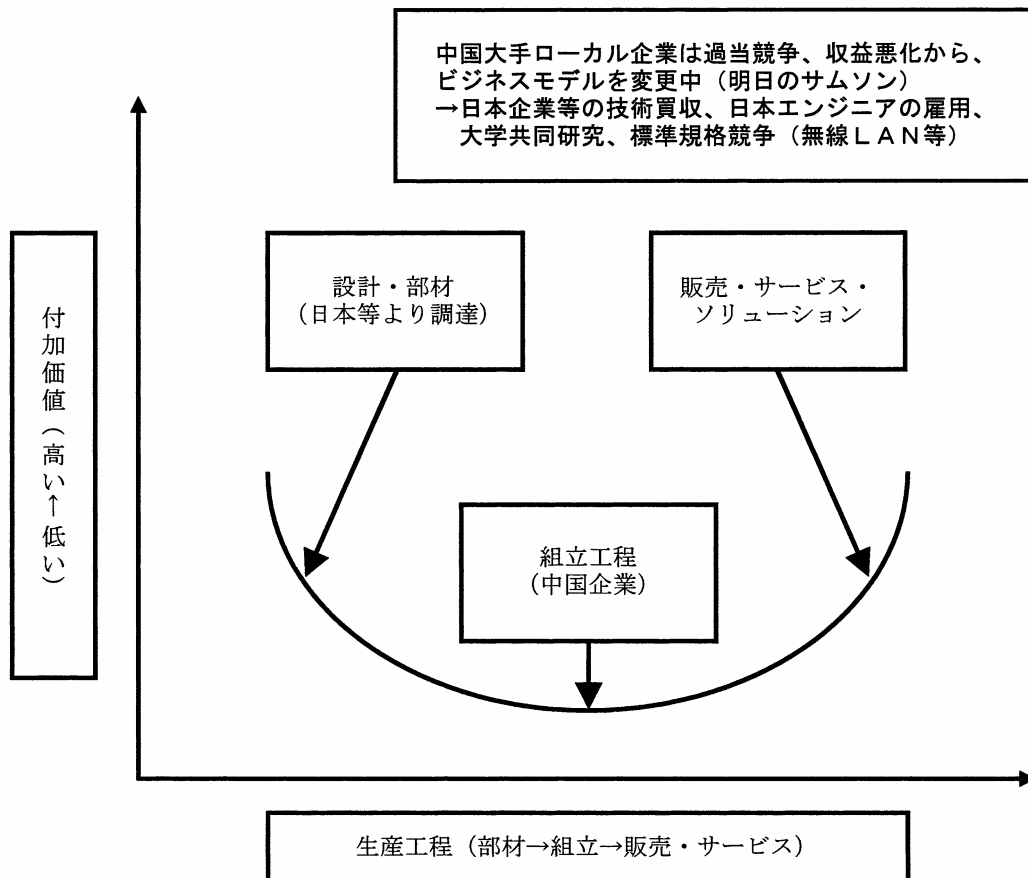 中国大手ローカル企業は過当競争、収益悪化から、
ビジネスモデルを変更中（明日のサムソン）
→日本企業等の技術買収、日本エンジニアの雇用、
大学共同研究、標準規格競争（無線ＬＡＮ等）
付加価値（高い↑低い）
設計・部材
（日本等より調達）
販売・サービス・
ソリューション
組立工程
（中国企業）
生産工程（部材→組立→販売・サービス）